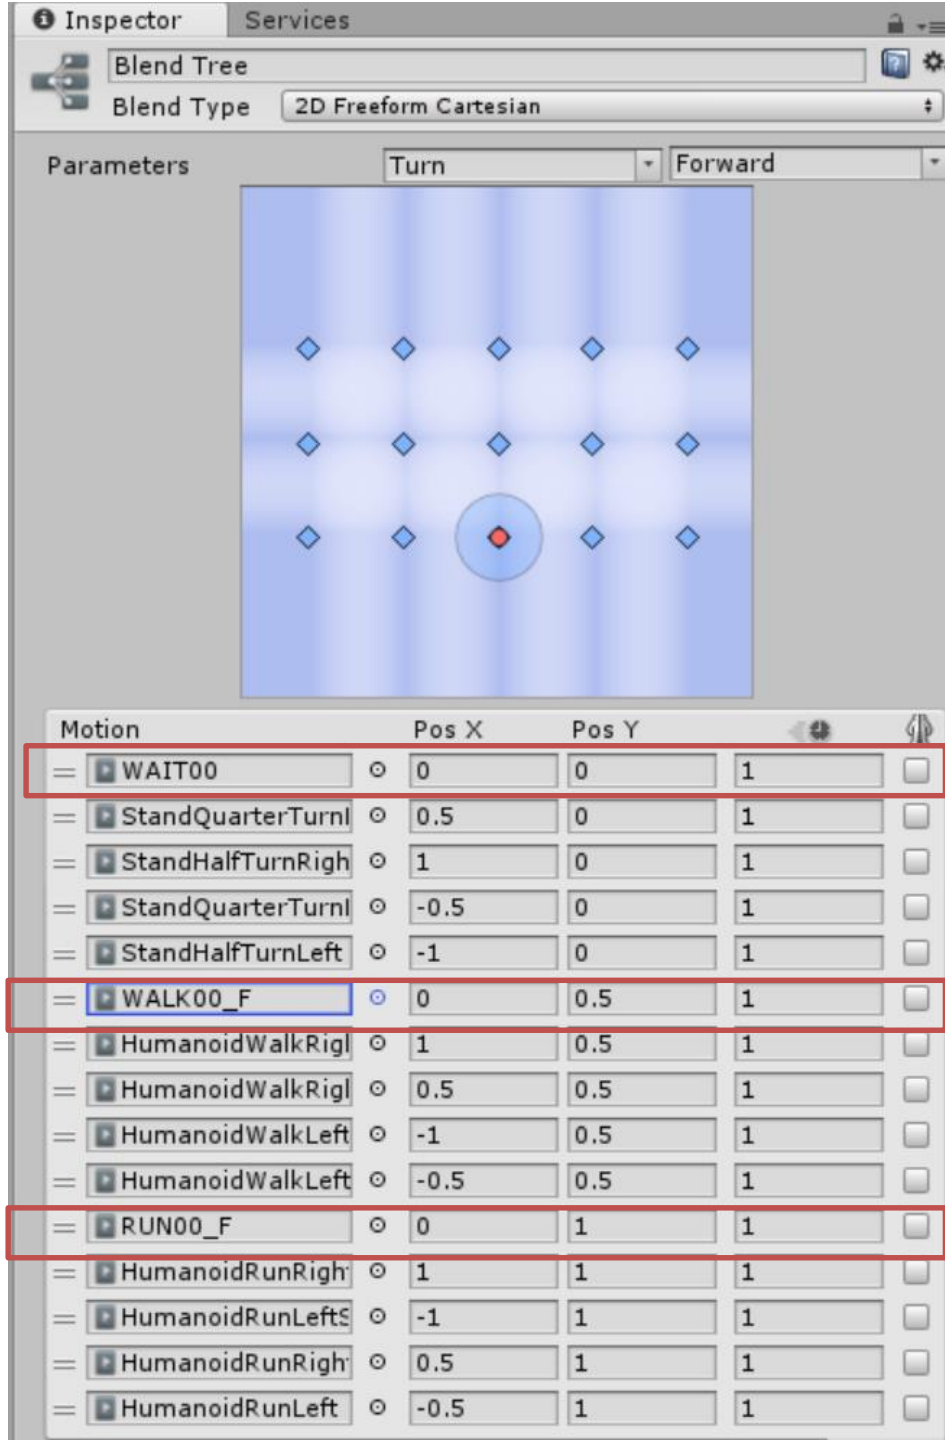 Inspector Services
Blend Tree
Blend Type 2D Freeform Cartesian
Parameters Turn Forward
Motion Pos X Pos Y
WAIT00 0 0 1
StandQuarterTurnl 0.5 0 1
StandHalfTurnRigh 1 0 1
StandQuarterTurnl -0.5 0 1
StandHalfTurnLeft -1 0 1
WALK00_F 0 0.5 1
HumanoidWalkRigl 1 0.5 1
HumanoidWalkRigl 0.5 0.5 1
HumanoidWalkLeft -1 0.5 1
HumanoidWalkLeft -0.5 0.5 1
RUN00_F 0 1 1
HumanoidRunRigh 1 1 1
HumanoidRunLeftS -1 1 1
HumanoidRunRigh 0.5 1 1
HumanoidRunLeft -0.5 1 1